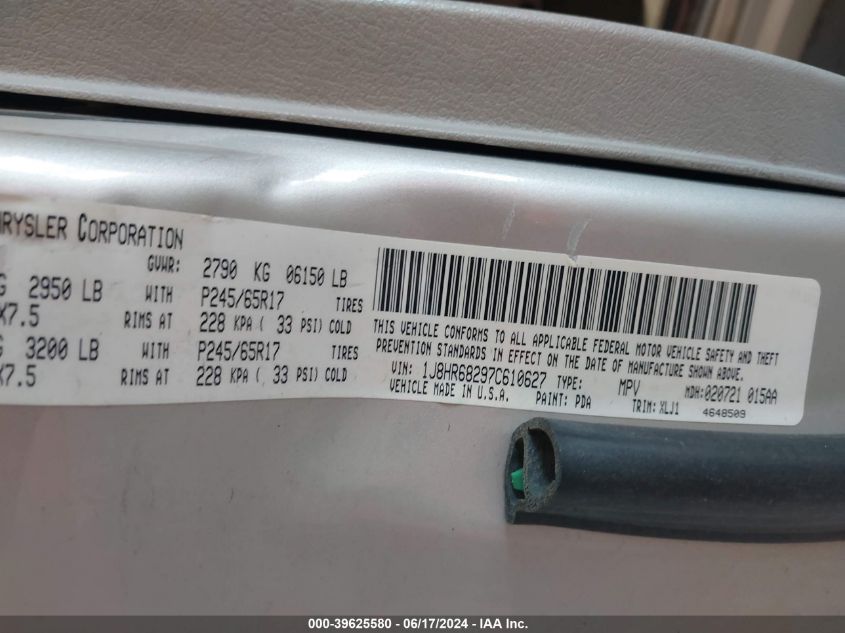 HRYSLER CORPORATION
GVWR: 2790 KG 06150 LB
G 2950 LB WITH P245/65R17 TIRES
X7.5 RIMS AT 228 KPA ( 33 PSI) COLD
G 3200 LB WITH P245/65R17 TIRES
X7.5 RIMS AT 228 KPA ( 33 PSI) COLD
THIS VEHICLE CONFORMS TO ALL APPLICABLE FEDERAL MOTOR VEHICLE SAFETY AND THEFT
PREVENTION STANDARDS IN EFFECT ON THE DATE OF MANUFACTURE SHOWN ABOVE.
VIN: 1J8HR68297C610627 TYPE: MPV MDH:020721 015AA
VEHICLE MADE IN U.S.A. PAINT: PDA TRIM: XLJ1 4648509
000-39625580 - 06/17/2024 - IAA Inc.